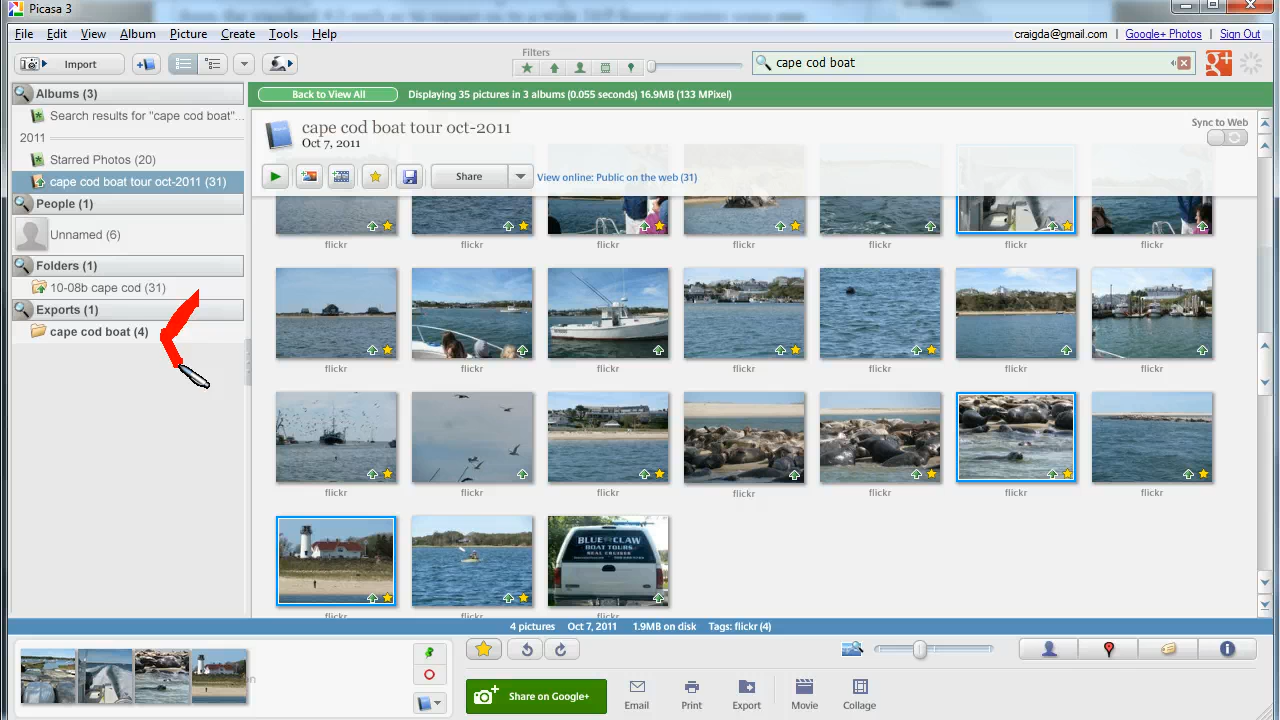 Picasa 3
File Edit View Album Picture Create Tools Help
craigda@gmail.com | Google+ Photos | Sign Out
Import
Filters
cape cod boat
Albums (3)
Search results for "cape cod boat"...
2011
Starred Photos (20)
cape cod boat tour oct-2011 (31)
People (1)
Unnamed (6)
Folders (1)
10-08b cape cod (31)
Exports (1)
cape cod boat (4)
Back to View All
Displaying 35 pictures in 3 albums (0.055 seconds) 16.9MB (133 MPixel)
cape cod boat tour oct-2011
Oct 7, 2011
Sync to Web
Share
View online: Public on the web (31)
flickr flickr flickr flickr flickr flickr flickr
flickr flickr flickr flickr flickr flickr flickr
flickr flickr flickr flickr flickr flickr flickr
BLUE CLAW
BOAT TOURS
SEAL CRUISES
flickr flickr flickr
4 pictures Oct 7, 2011 1.9MB on disk Tags: flickr (4)
Share on Google+
Email
Print
Export
Movie
Collage